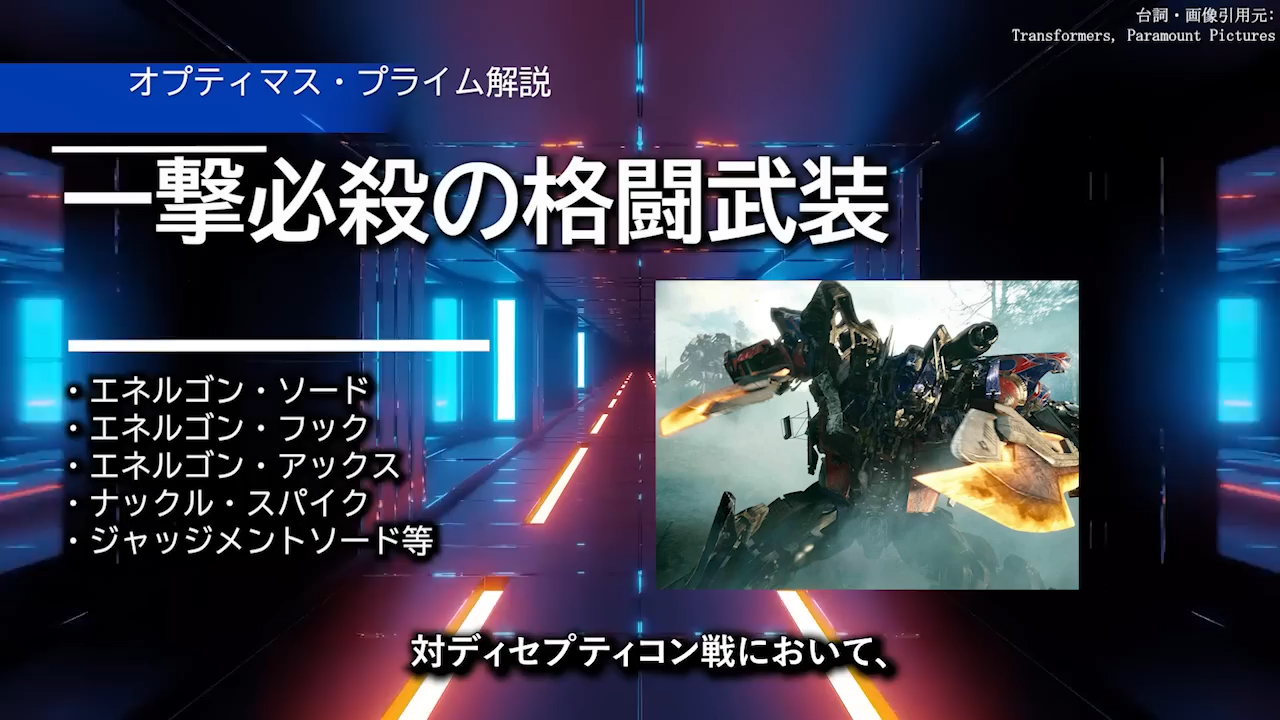 台詞・画像引用元:
Transformers, Paramount Pictures
オプティマス・プライム解説
一撃必殺の格闘武装
・エネルゴン・ソード
・エネルゴン・フック
・エネルゴン・アックス
・ナックル・スパイク
・ジャッジメントソード等
対ディセプティコン戦において、